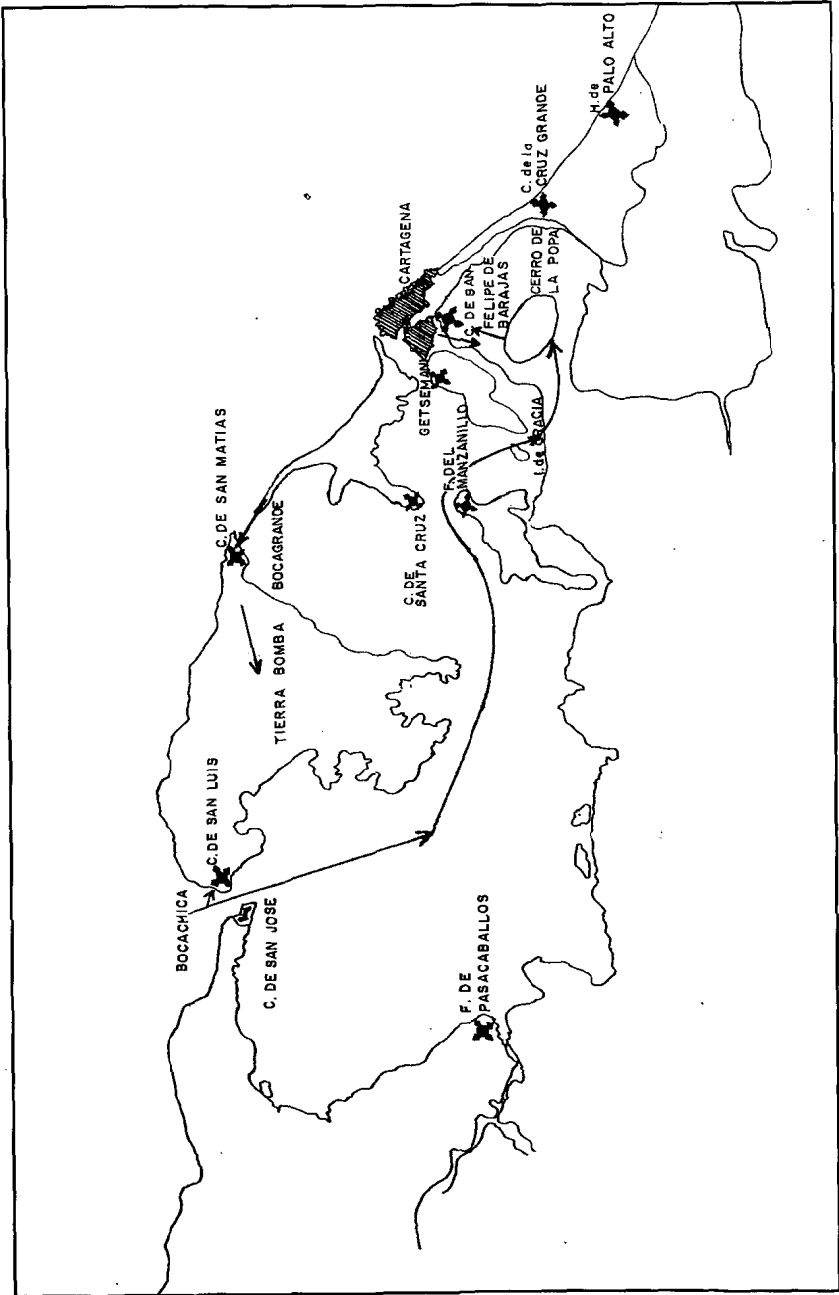 H. de
PALO ALTO
C. de la
CRUZ GRANDE
CARTAGENA
CERRO DE
LA POPA
C. DE SAN
FELIPE DE
BARAJAS
GETSEMANI
I. de GRACIA
F. DEL
MANZANILLO
C. DE SAN MATIAS
BOCAGRANDE
C. DE
SANTA CRUZ
TIERRA BOMBA
C. DE SAN LUIS
BOCACHICA
C. DE SAN JOSE
F. DE
PASACABALLOS